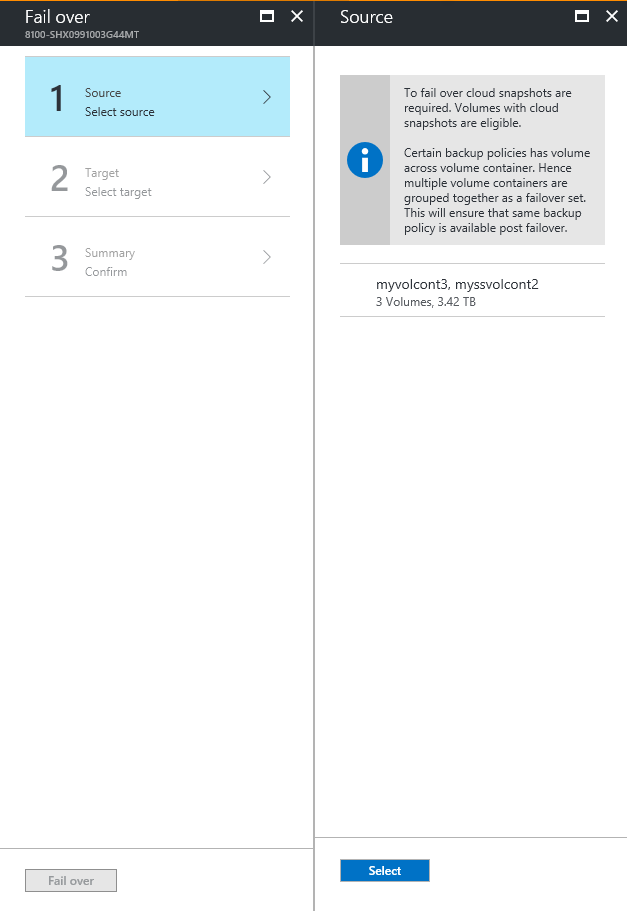 Fail over
8100-SHX0991003G44MT
1
Source
Select source
2
Target
Select target
3
Summary
Confirm
Fail over
Source
To fail over cloud snapshots are
required. Volumes with cloud
snapshots are eligible.
Certain backup policies has volume
across volume container. Hence
multiple volume containers are
grouped together as a failover set.
This will ensure that same backup
policy is available post failover.
myvolcont3, myssvolcont2
3 Volumes, 3.42 TB
Select